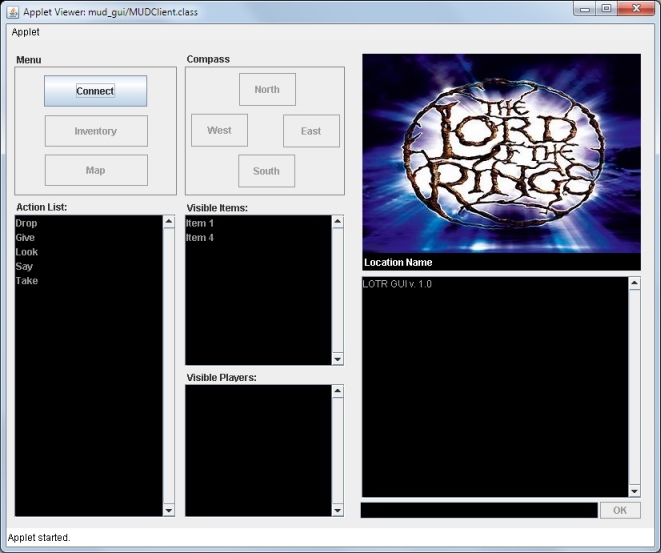 Applet Viewer: mud_gui/MUDClient.class
Applet
Menu
Connect
Inventory
Map
Compass
North
West
East
South
THE
LORD
OF THE
RINGS
Location Name
Action List:
Drop
Give
Look
Say
Take
Visible Items:
Item 1
Item 4
Visible Players:
LOTR GUI v. 1.0
OK
Applet started.